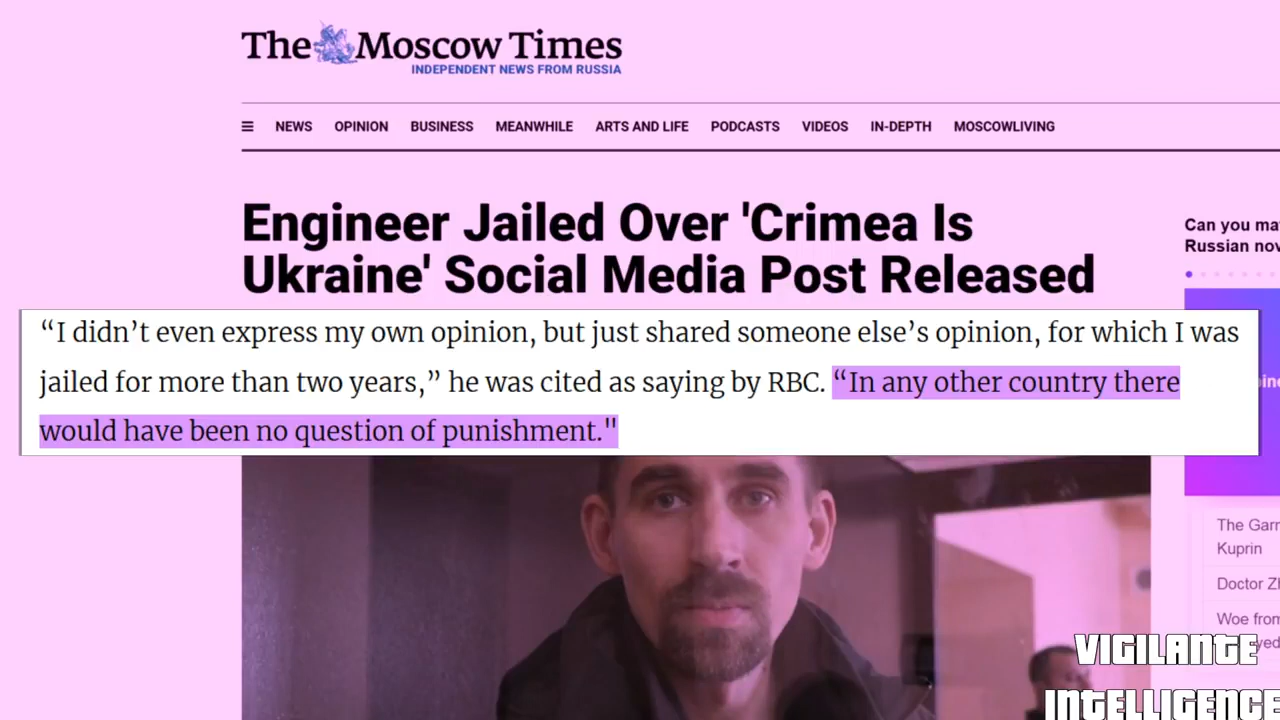 The Moscow Times
INDEPENDENT NEWS FROM RUSSIA
☰ NEWS OPINION BUSINESS MEANWHILE ARTS AND LIFE PODCASTS VIDEOS IN-DEPTH MOSCOWLIVING
Engineer Jailed Over 'Crimea Is
Ukraine' Social Media Post Released
“I didn’t even express my own opinion, but just shared someone else’s opinion, for which I was
jailed for more than two years,” he was cited as saying by RBC. “In any other country there
would have been no question of punishment."
Can you ma
Russian nov
The Garn
Kuprin
Doctor Zh
Woe from
yed
VIGILANTE
INTELLIGENCE